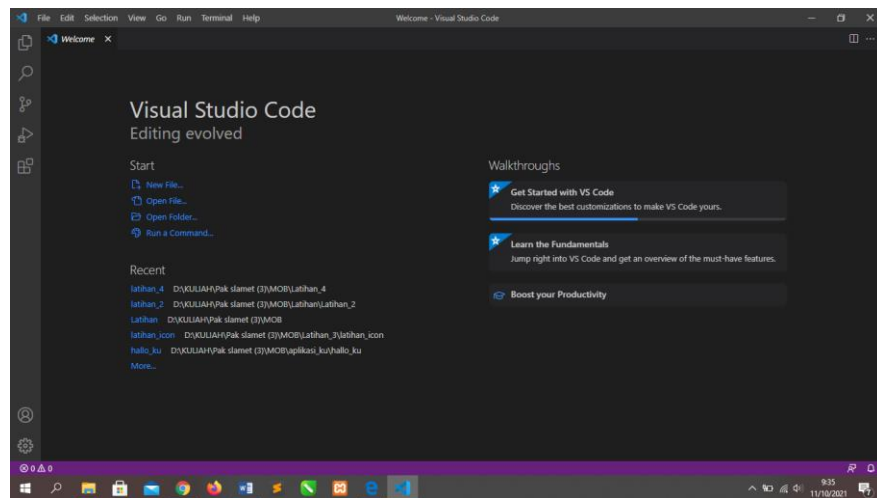 File Edit Selection View Go Run Terminal Help
Welcome - Visual Studio Code
Welcome
Visual Studio Code
Editing evolved
Start
New File...
Open File...
Open Folder...
Run a Command...
Recent
latihan_4 D:\KULIAH\Pak slamet (3)\MOB\Latihan_4
latihan_2 D:\KULIAH\Pak slamet (3)\MOB\Latihan\Latihan_2
Latihan D:\KULIAH\Pak slamet (3)\MOB
latihan_icon D:\KULIAH\Pak slamet (3)\MOB\Latihan_3\latihan_icon
hallo_ku D:\KULIAH\Pak slamet (3)\MOB\aplikasi_ku\hallo_ku
More...
Walkthroughs
Get Started with VS Code
Discover the best customizations to make VS Code yours.
Learn the Fundamentals
Jump right into VS Code and get an overview of the must-have features.
Boost your Productivity
0 0
9:35
11/10/2021